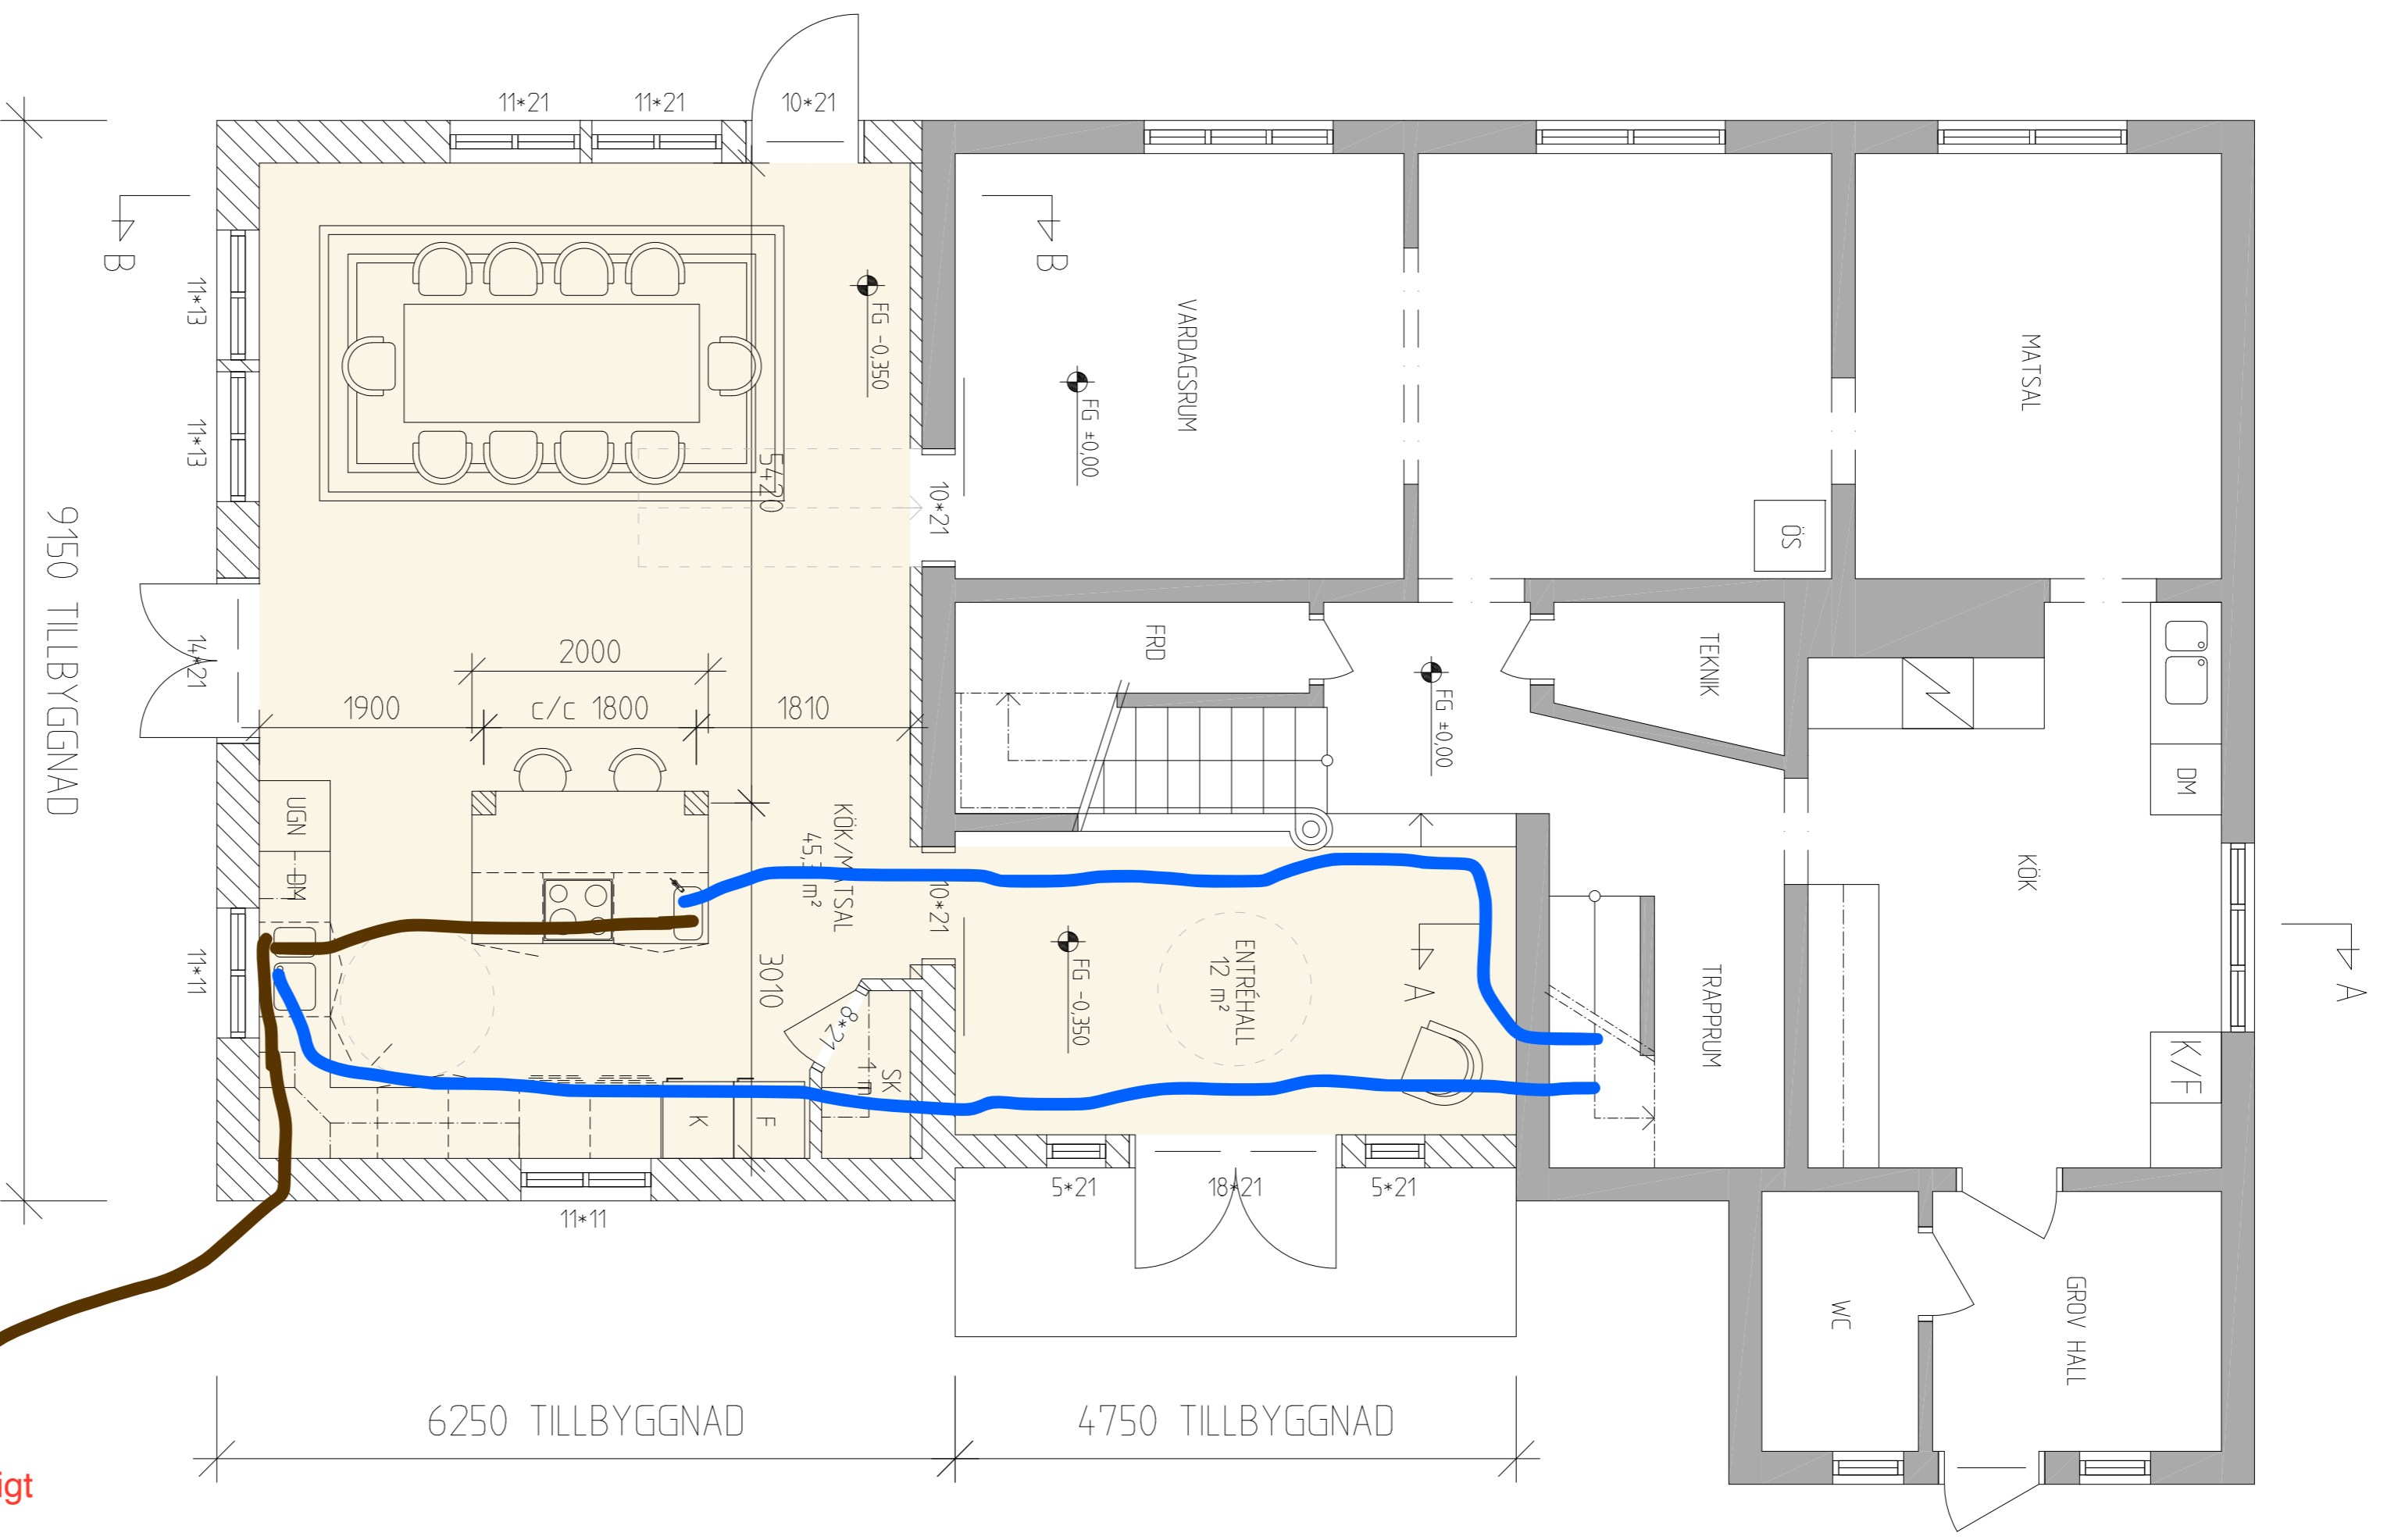 11*21
11*21
10*21
B
B
11*13
11*13
14*21
11*11
9150 TILLBYGGNAD
FG -0,350
FG ±0,00
VARDAGSRUM
MATSAL
5420
10*21
ÖS
2000
1900
c/c 1800
1810
FRD
TEKNIK
FG ±0,00
DM
UGN
DM
KÖK/MATSAL
m²
10*21
3010
8*21
SK
K
F
FG -0,350
ENTRÉHALL
12 m²
A
A
TRAPPRUM
KÖK
K/F
5*21
18*21
5*21
11*11
WC
GROV HALL
6250 TILLBYGGNAD
4750 TILLBYGGNAD
igt